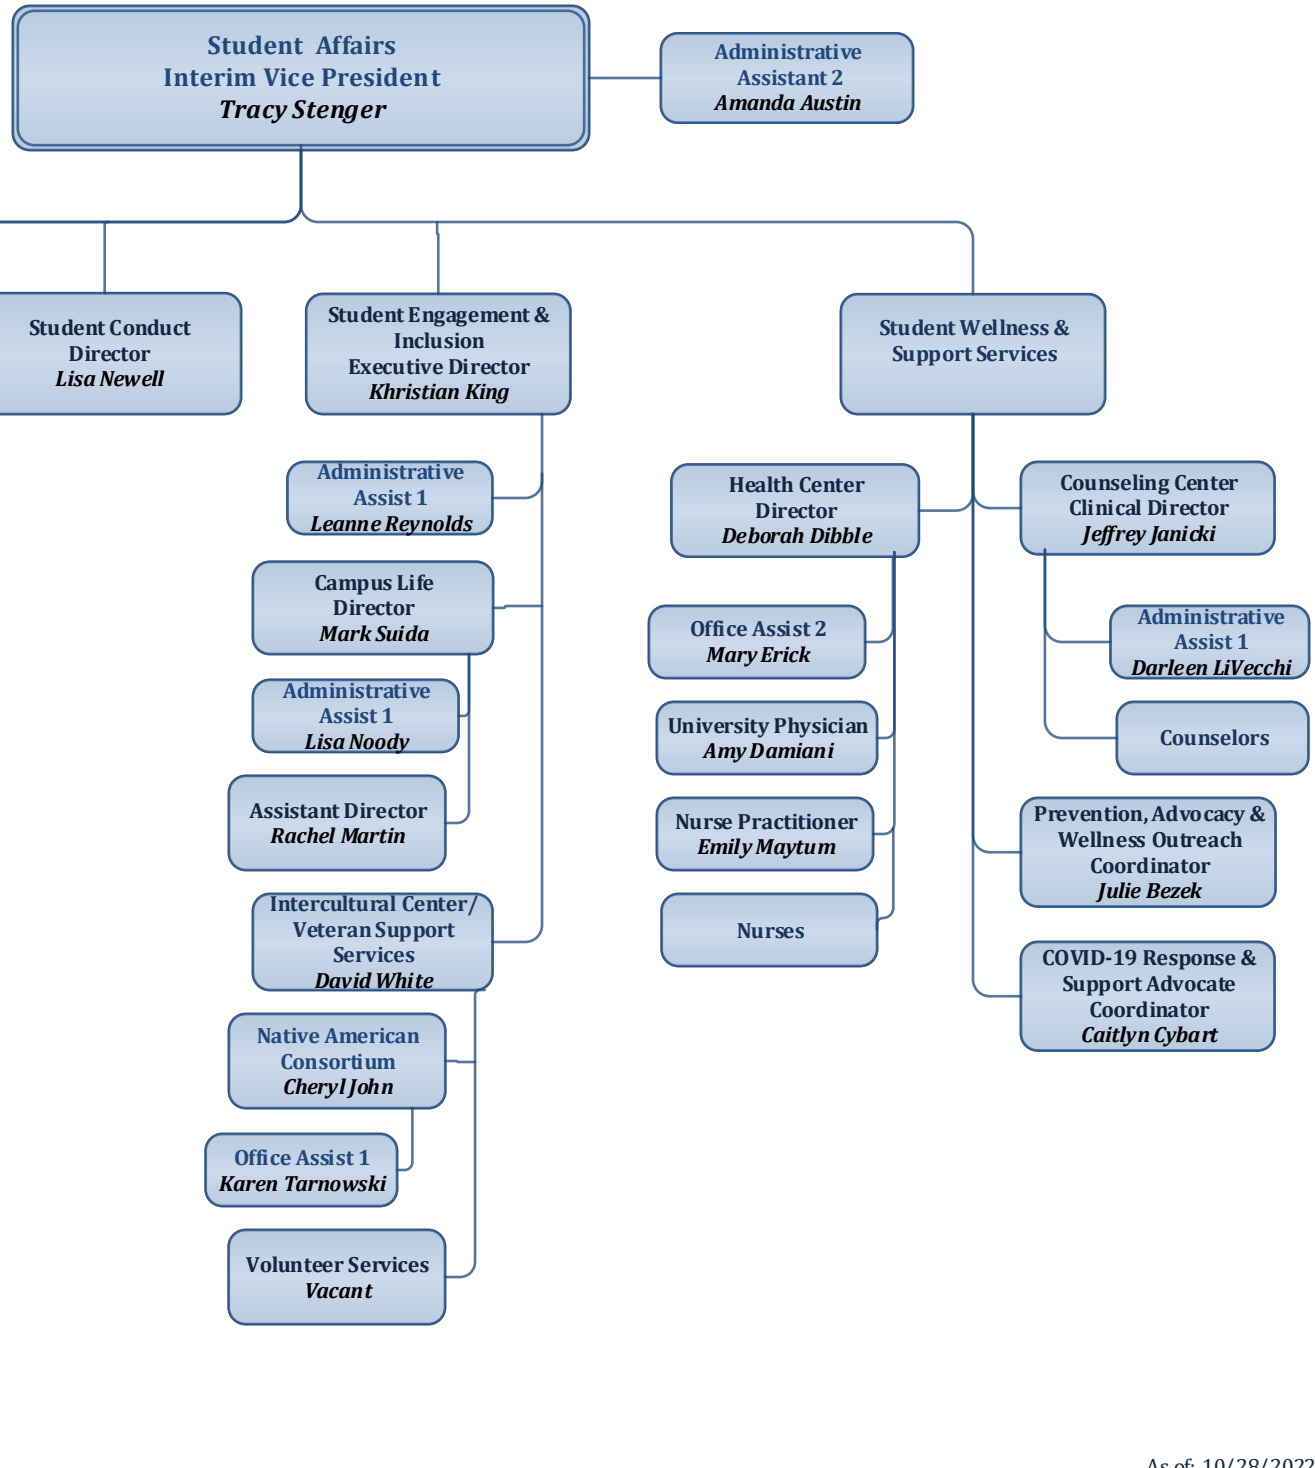 Student Affairs
Interim Vice President
Tracy Stenger
Administrative
Assistant 2
Amanda Austin
Student Conduct
Director
Lisa Newell
Student Engagement &
Inclusion
Executive Director
Khristian King
Student Wellness &
Support Services
Administrative
Assist 1
Leanne Reynolds
Campus Life
Director
Mark Suida
Administrative
Assist 1
Lisa Noody
Assistant Director
Rachel Martin
Intercultural Center/
Veteran Support
Services
David White
Native American
Consortium
Cheryl John
Office Assist 1
Karen Tarnowski
Volunteer Services
Vacant
Health Center
Director
Deborah Dibble
Office Assist 2
Mary Erick
University Physician
Amy Damiani
Nurse Practitioner
Emily Maytum
Nurses
Counseling Center
Clinical Director
Jeffrey Janicki
Administrative
Assist 1
Darleen LiVecchi
Counselors
Prevention, Advocacy &
Wellness Outreach
Coordinator
Julie Bezek
COVID-19 Response &
Support Advocate
Coordinator
Caitlyn Cybart
As of: 10/28/2022